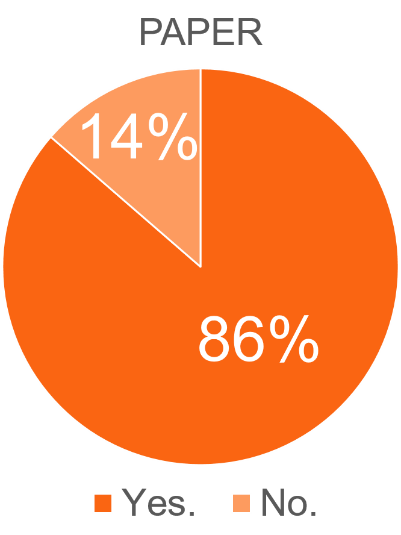 PAPER
14%
86%
Yes. No.